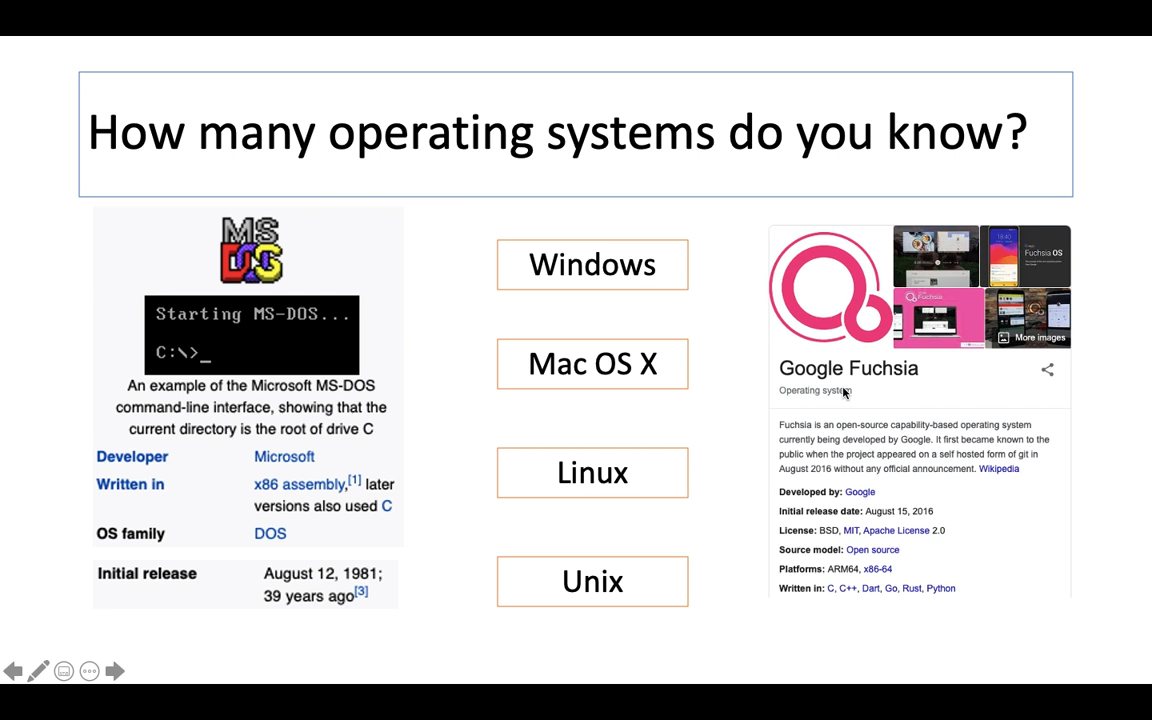 How many operating systems do you know?
MS
DOS
Starting MS-DOS...
C:\>_
An example of the Microsoft MS-DOS
command-line interface, showing that the
current directory is the root of drive C
Developer Microsoft
Written in x86 assembly,[1] later
versions also used C
OS family DOS
Initial release August 12, 1981;
39 years ago[3]
Windows
Mac OS X
Linux
Unix
Fuchsia OS
Fuchsia
More images
Google Fuchsia
Operating system
Fuchsia is an open-source capability-based operating system
currently being developed by Google. It first became known to the
public when the project appeared on a self hosted form of git in
August 2016 without any official announcement. Wikipedia
Developed by: Google
Initial release date: August 15, 2016
License: BSD, MIT, Apache License 2.0
Source model: Open source
Platforms: ARM64, x86-64
Written in: C, C++, Dart, Go, Rust, Python